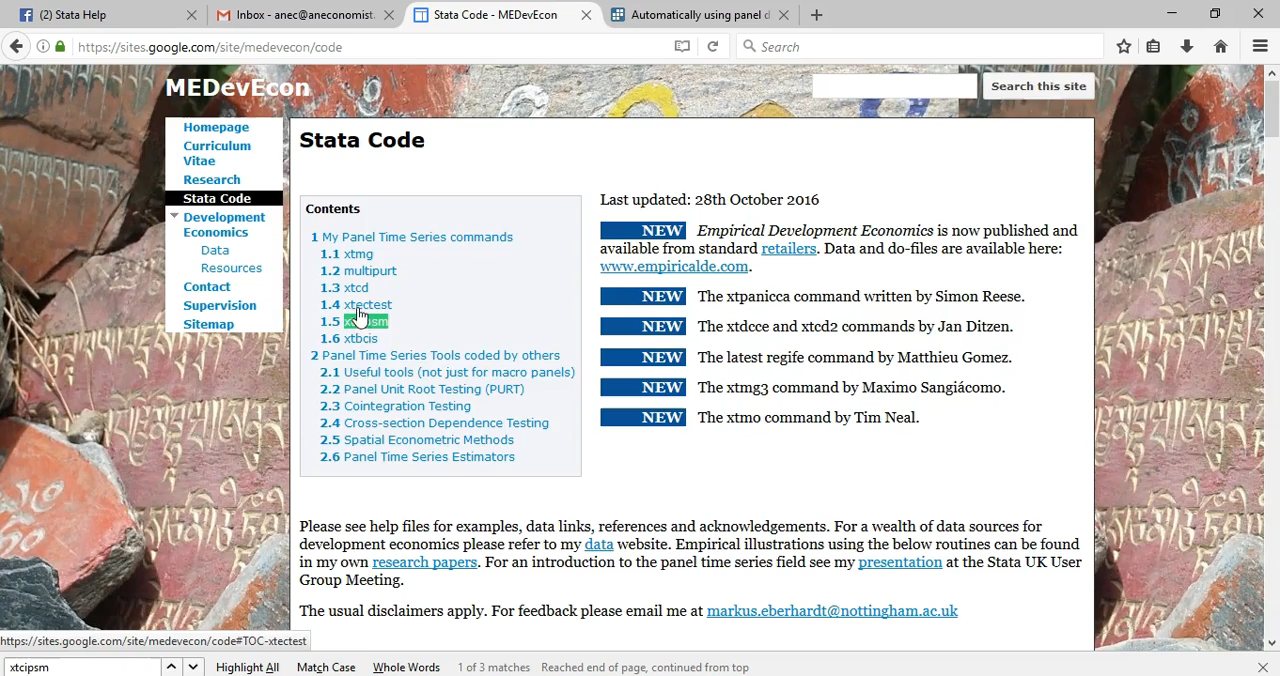 (2) Stata Help
Inbox - anec@aneconomist.
Stata Code - MEDevEcon
Automatically using panel d
https://sites.google.com/site/medevecon/code
Search
MEDevEcon
Search this site
Homepage
Curriculum
Vitae
Research
Stata Code
Development
Economics
Data
Resources
Contact
Supervision
Sitemap
Stata Code
Contents
1 My Panel Time Series commands
1.1 xtmg
1.2 multipurt
1.3 xtcd
1.4 xtectest
1.5
1.6 xtbcis
2 Panel Time Series Tools coded by others
2.1 Useful tools (not just for macro panels)
2.2 Panel Unit Root Testing (PURT)
2.3 Cointegration Testing
2.4 Cross-section Dependence Testing
2.5 Spatial Econometric Methods
2.6 Panel Time Series Estimators
Last updated: 28th October 2016
NEW Empirical Development Economics is now published and
available from standard retailers. Data and do-files are available here:
www.empiricalde.com.
NEW The xtpanicca command written by Simon Reese.
NEW The xtdcce and xtcd2 commands by Jan Ditzen.
NEW The latest regife command by Matthieu Gomez.
NEW The xtmg3 command by Maximo Sangiácomo.
NEW The xtmo command by Tim Neal.
Please see help files for examples, data links, references and acknowledgements. For a wealth of data sources for
development economics please refer to my data website. Empirical illustrations using the below routines can be found
in my own research papers. For an introduction to the panel time series field see my presentation at the Stata UK User
Group Meeting.
The usual disclaimers apply. For feedback please email me at markus.eberhardt@nottingham.ac.uk
https://sites.google.com/site/medevecon/code#TOC-xtectest
xtcipsm
Highlight All
Match Case
Whole Words
1 of 3 matches
Reached end of page, continued from top